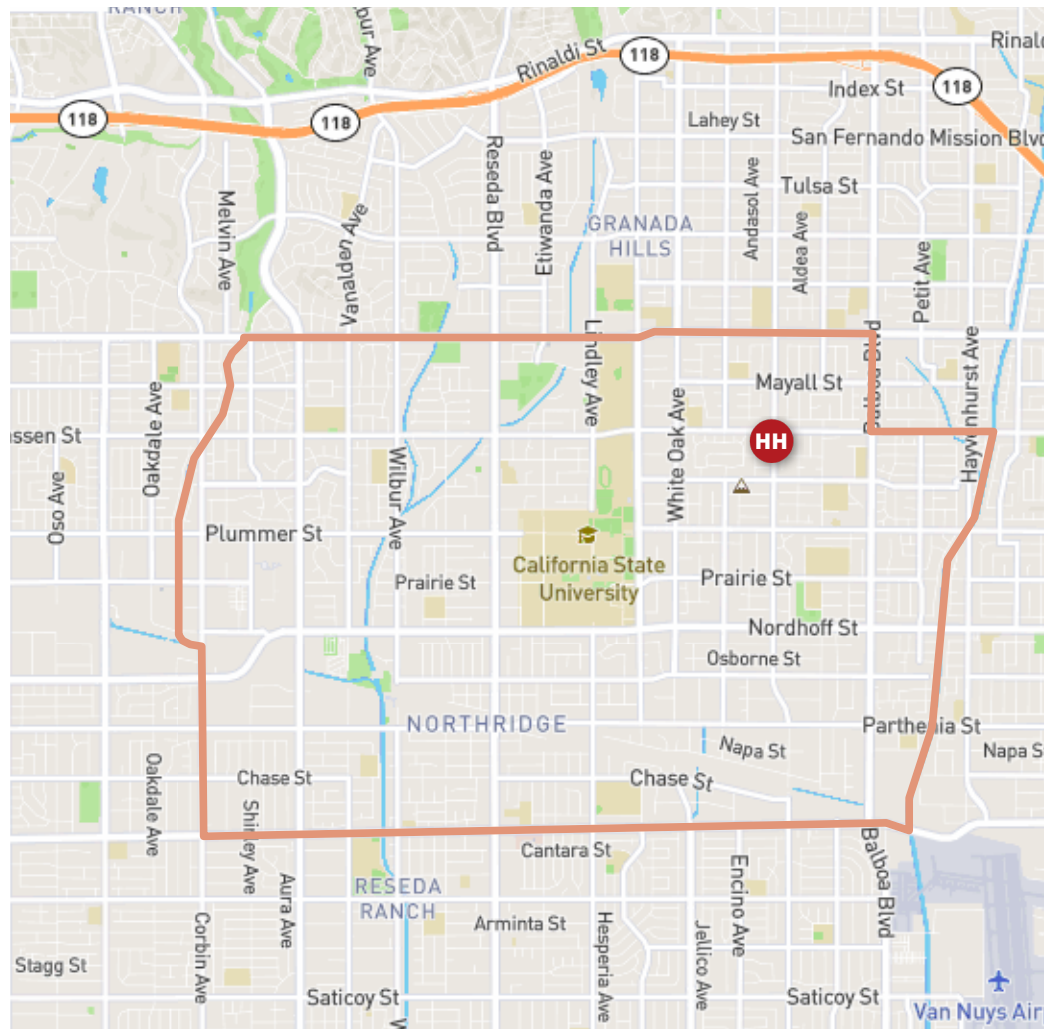 RANCH
bur Ave
Rinaldi St
118
Rinal
118
118
118
Index St
Lahey St
San Fernando Mission Blvd
Reseda Blvd
Etiwanda Ave
Andasol Ave
Tulsa St
Melvin Ave
Vanalden Ave
GRANADA
HILLS
Aldea Ave
Petit Ave
Lindley Ave
Balboa Blvd
Hayvenhurst Ave
Mayall St
Oakdale Ave
White Oak Ave
assen St
HH
Oso Ave
Wilbur Ave
Plummer St
California State
University
Prairie St
Prairie St
Nordhoff St
Osborne St
NORTHRIDGE
Parthenia St
Napa St
Napa S
Oakdale Ave
Chase St
Chase St
Shirley Ave
Cantara St
Balboa Blvd
Encino Ave
RESEDA
RANCH
Aura Ave
Arminta St
Corbin Ave
Hesperia Ave
Jellico Ave
Stagg St
Saticoy St
Saticoy St
W
Van Nuys Air